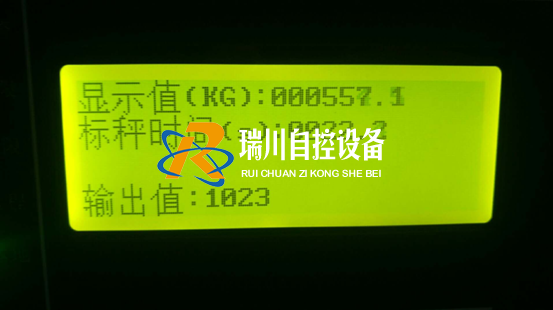 显示值(KG):000557.1
标秤时间
瑞川自控设备
RUI CHUAN ZI KONG SHE BEI
输出值:1023